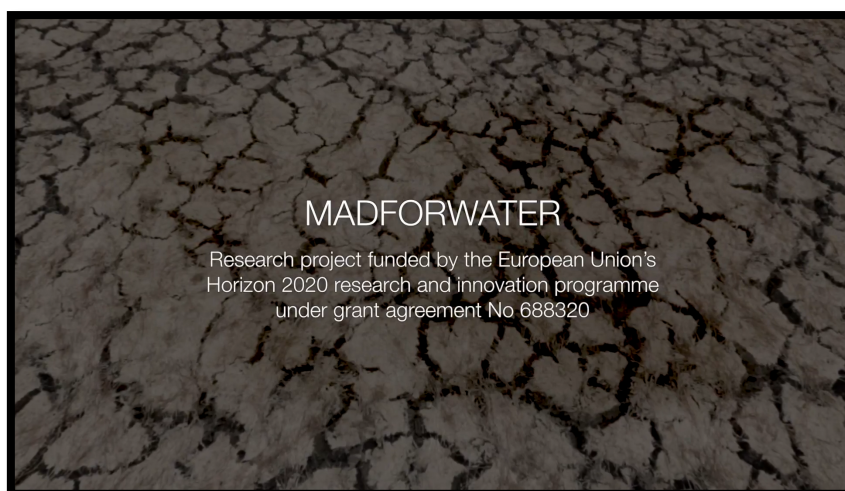 MADFORWATER
Research project funded by the European Union's
Horizon 2020 research and innovation programme
under grant agreement No 688320